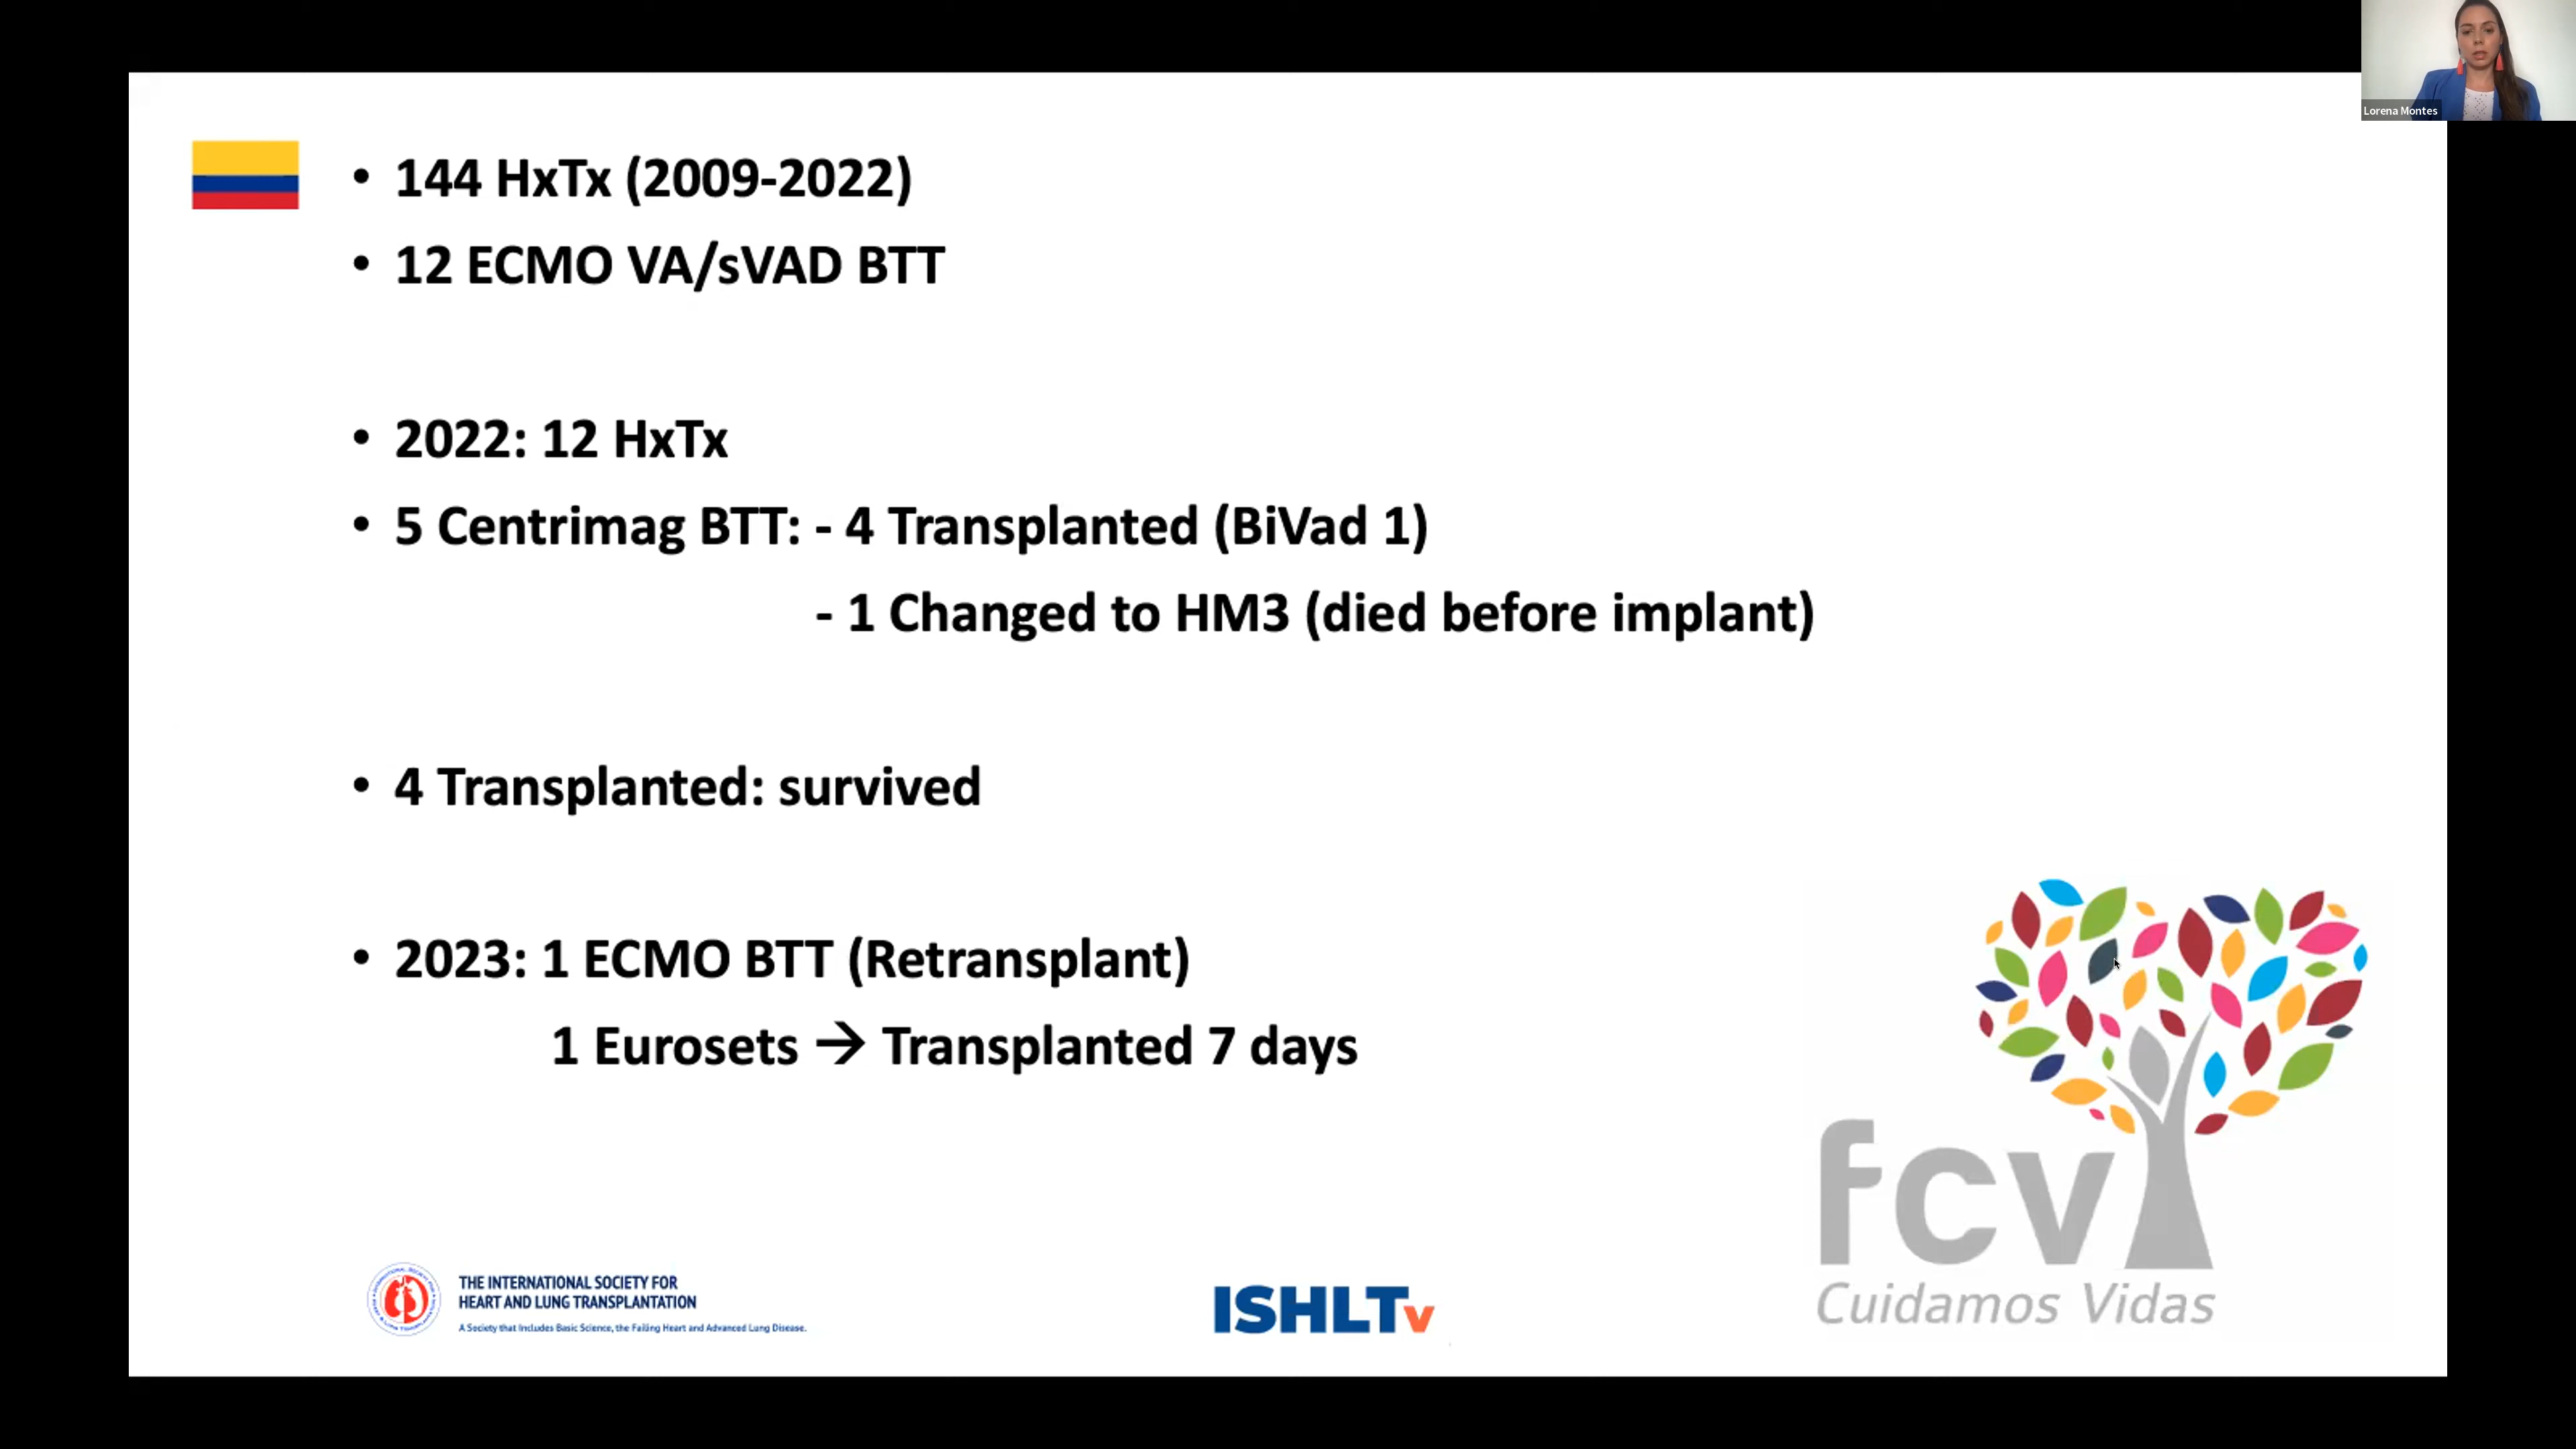 Lorena Montes
• 144 HxTx (2009-2022)
• 12 ECMO VA/sVAD BTT
• 2022: 12 HxTx
• 5 Centrimag BTT: - 4 Transplanted (BiVad 1)
- 1 Changed to HM3 (died before implant)
• 4 Transplanted: survived
• 2023: 1 ECMO BTT (Retransplant)
1 Eurosets → Transplanted 7 days
fcv
Cuidamos Vidas
THE INTERNATIONAL SOCIETY FOR
HEART AND LUNG TRANSPLANTATION
A Society that Includes Basic Science, the Failing Heart and Advanced Lung Disease.
ISHLTv